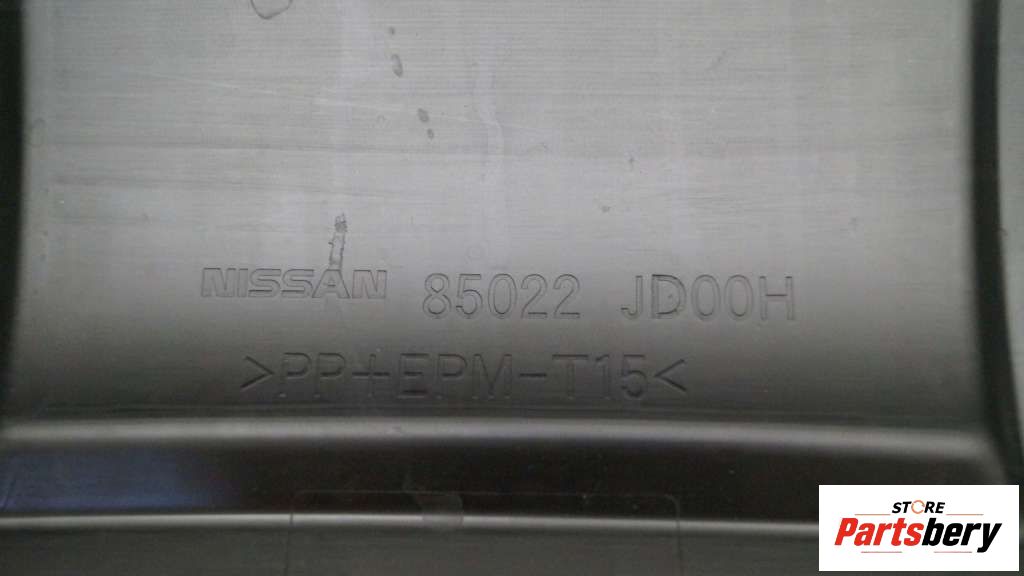 NISSAN 85022 JD00H
>PP+EPM-T15<
STORE
Partsbery